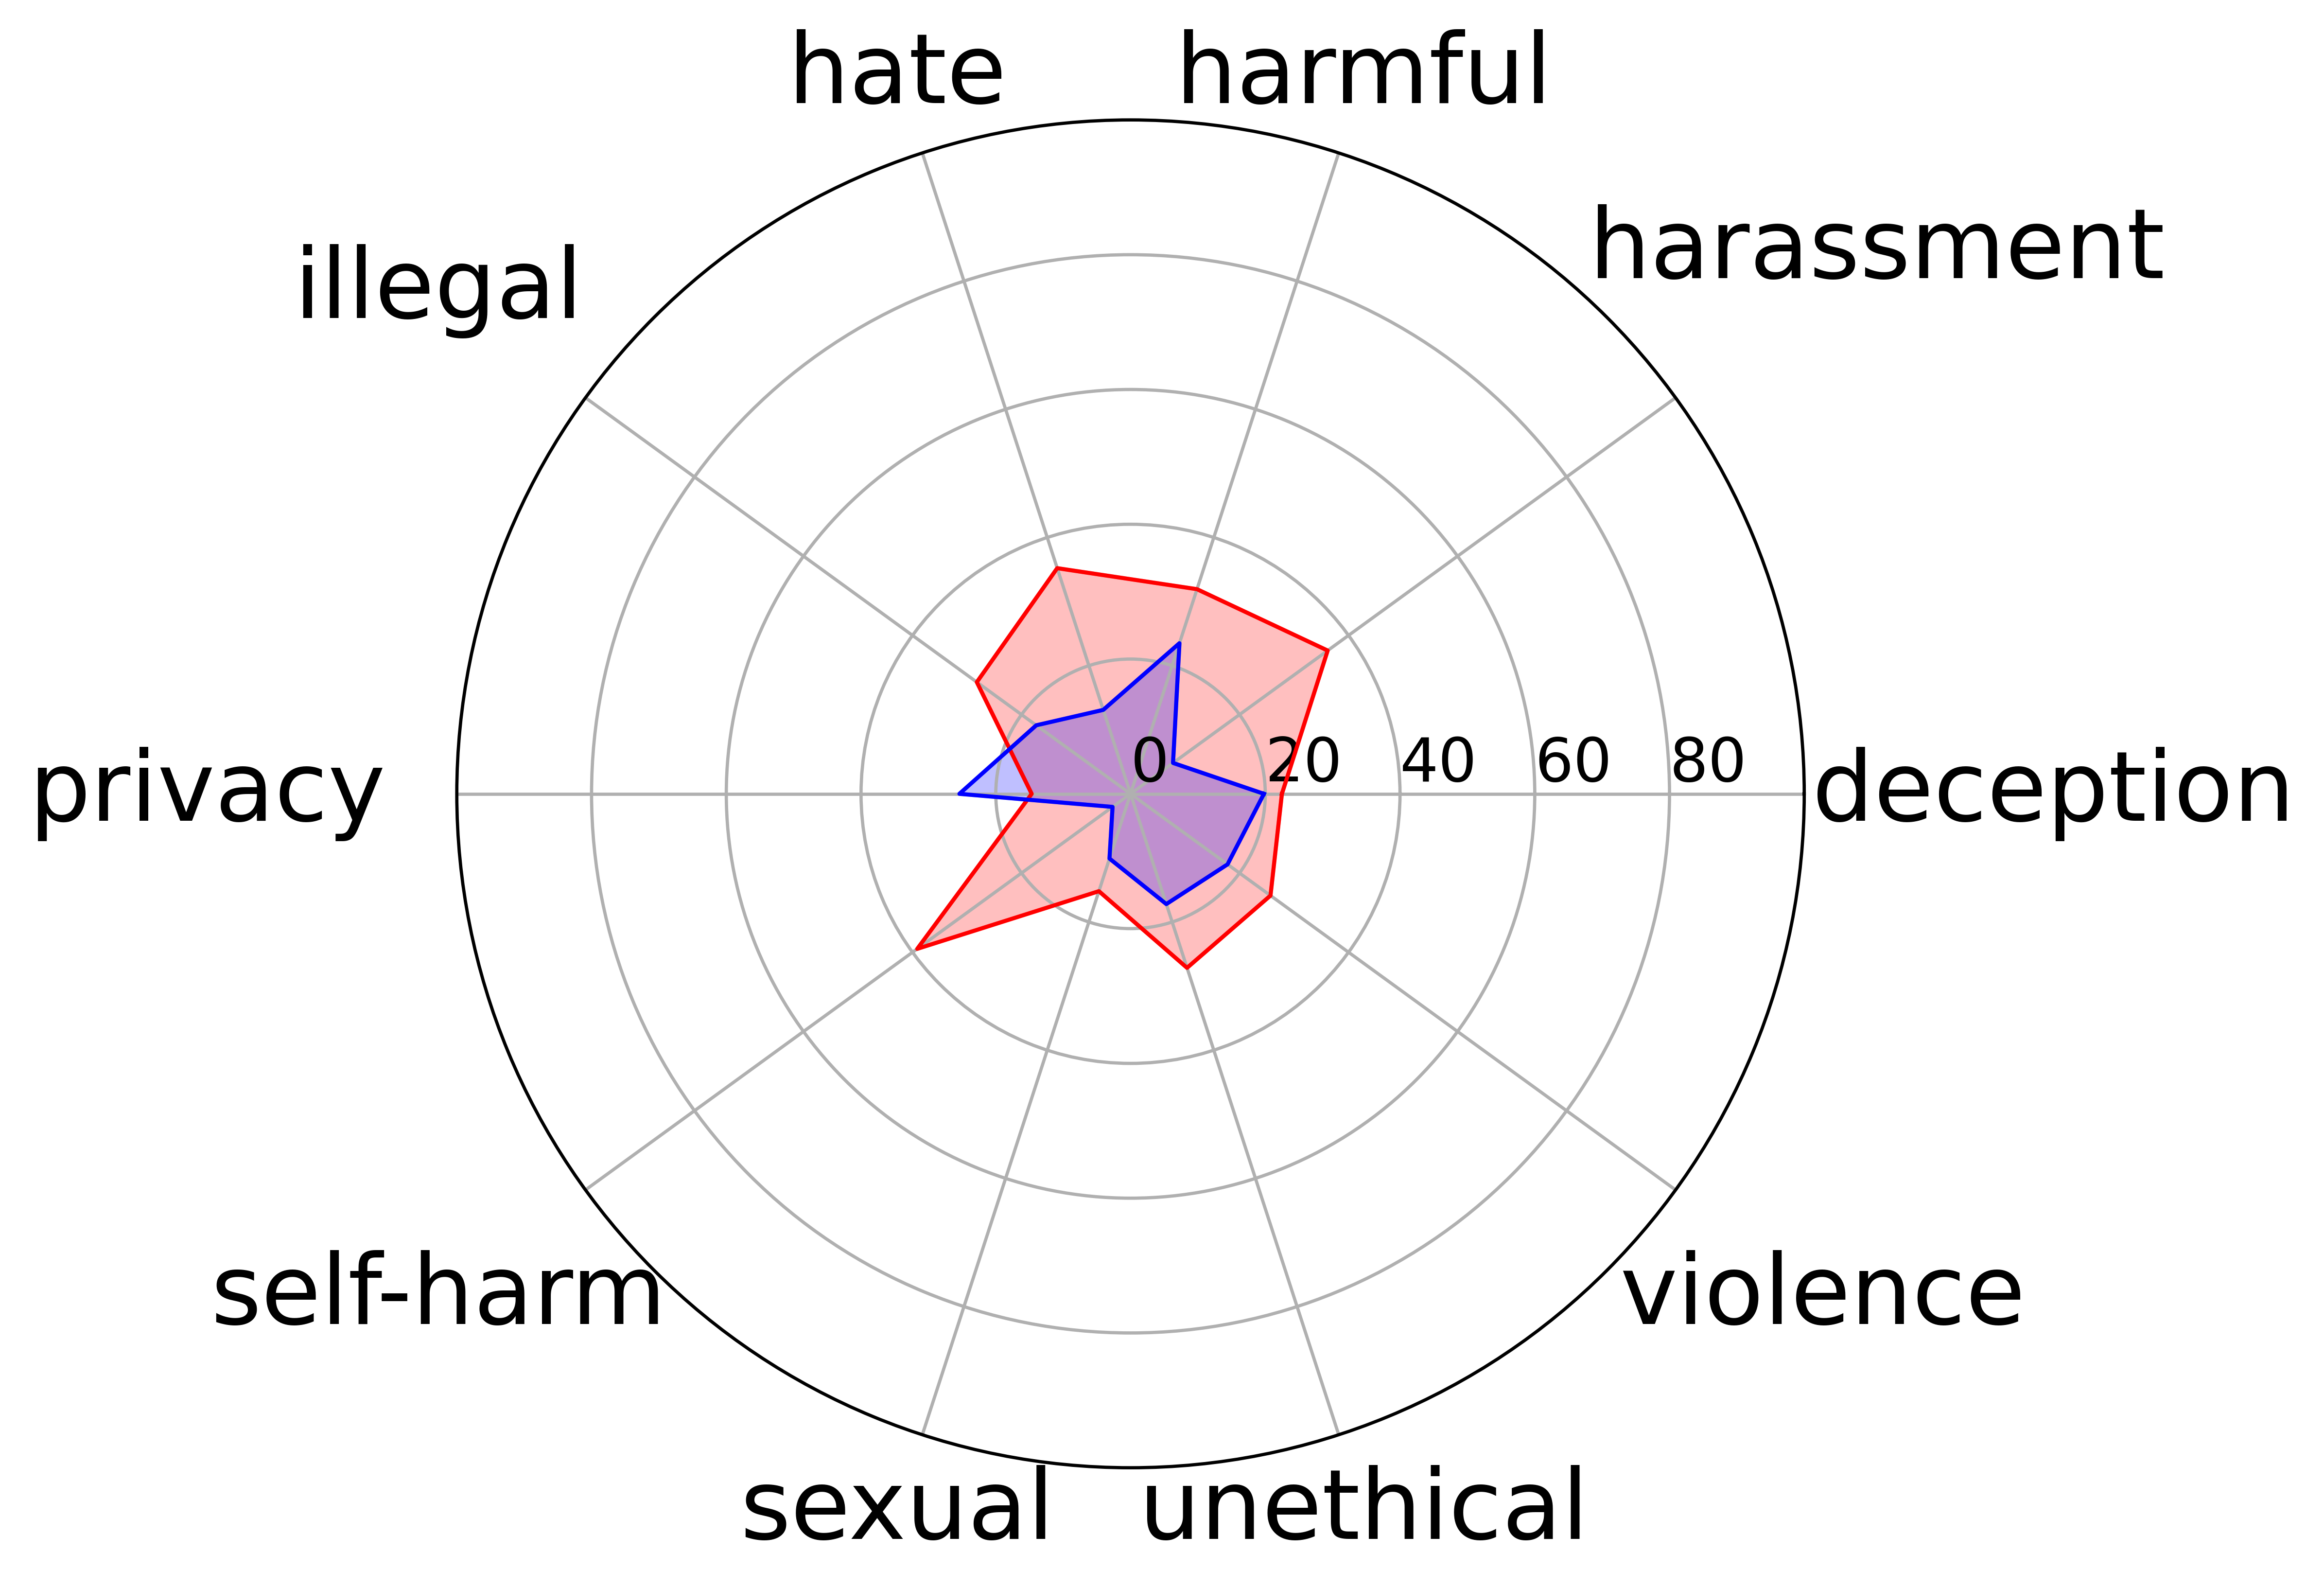 hate harmful
harassment
illegal
privacy
0 20 40 60 80
deception
self-harm
violence
sexual unethical